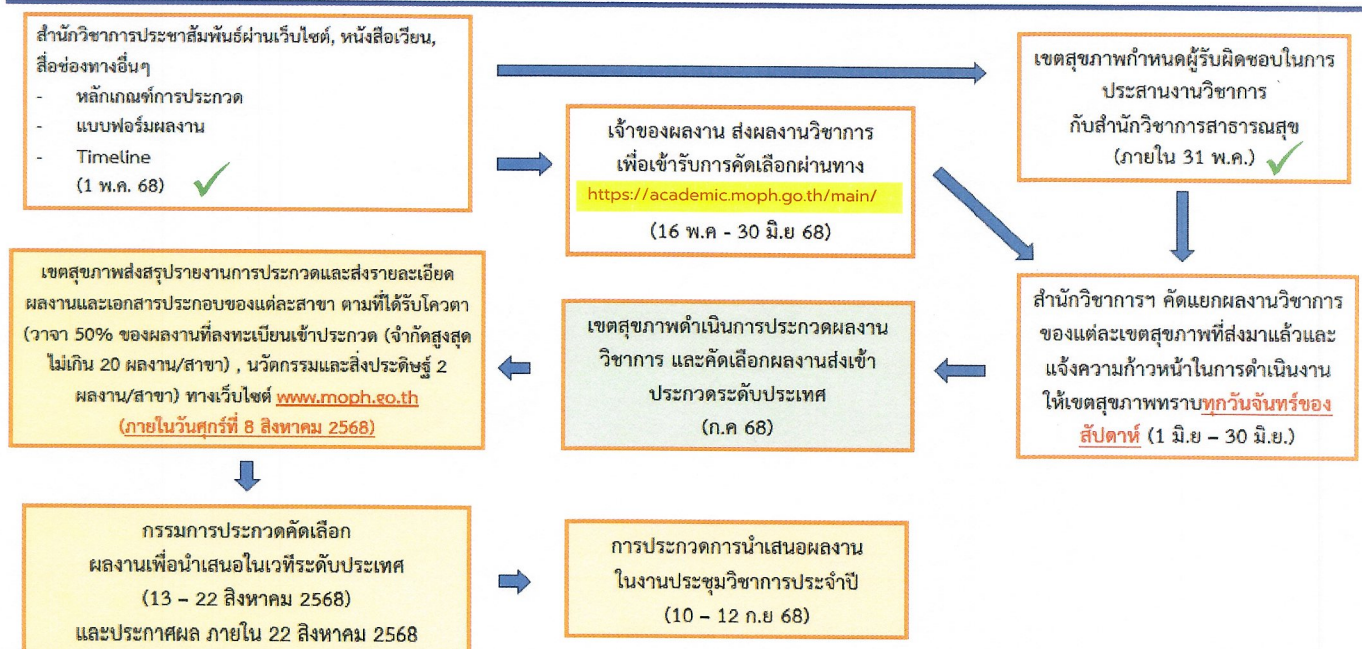 สำนักวิชาการประชาสัมพันธ์ผ่านเว็บไซต์, หนังสือเวียน,
สื่อช่องทางอื่นๆ
- หลักเกณฑ์การประกวด
- แบบฟอร์มผลงาน
- Timeline
(1 พ.ค. 68)
เจ้าของผลงาน ส่งผลงานวิชาการ
เพื่อเข้ารับการคัดเลือกผ่านทาง
https://academic.moph.go.th/main/
(16 พ.ค - 30 มิ.ย 68)
เขตสุขภาพกำหนดผู้รับผิดชอบในการ
ประสานงานวิชาการ
กับสำนักวิชาการสาธารณสุข
(ภายใน 31 พ.ค.)
สำนักวิชาการฯ คัดแยกผลงานวิชาการ
ของแต่ละเขตสุขภาพที่ส่งมาแล้วและ
แจ้งความก้าวหน้าในการดำเนินงาน
ให้เขตสุขภาพทราบทุกวันจันทร์ของ
สัปดาห์ (1 มิ.ย – 30 มิ.ย.)
เขตสุขภาพดำเนินการประกวดผลงาน
วิชาการ และคัดเลือกผลงานส่งเข้า
ประกวดระดับประเทศ
(ก.ค 68)
เขตสุขภาพส่งสรุปรายงานการประกวดและส่งรายละเอียด
ผลงานและเอกสารประกอบของแต่ละสาขา ตามที่ได้รับโควตา
(วาจา 50% ของผลงานที่ลงทะเบียนเข้าประกวด (จำกัดสูงสุด
ไม่เกิน 20 ผลงาน/สาขา) , นวัตกรรมและสิ่งประดิษฐ์ 2
ผลงาน/สาขา) ทางเว็บไซต์ www.moph.go.th
(ภายในวันศุกร์ที่ 8 สิงหาคม 2568)
กรรมการประกวดคัดเลือก
ผลงานเพื่อนำเสนอในเวทีระดับประเทศ
(13 – 22 สิงหาคม 2568)
และประกาศผล ภายใน 22 สิงหาคม 2568
การประกวดการนำเสนอผลงาน
ในงานประชุมวิชาการประจำปี
(10 – 12 ก.ย 68)